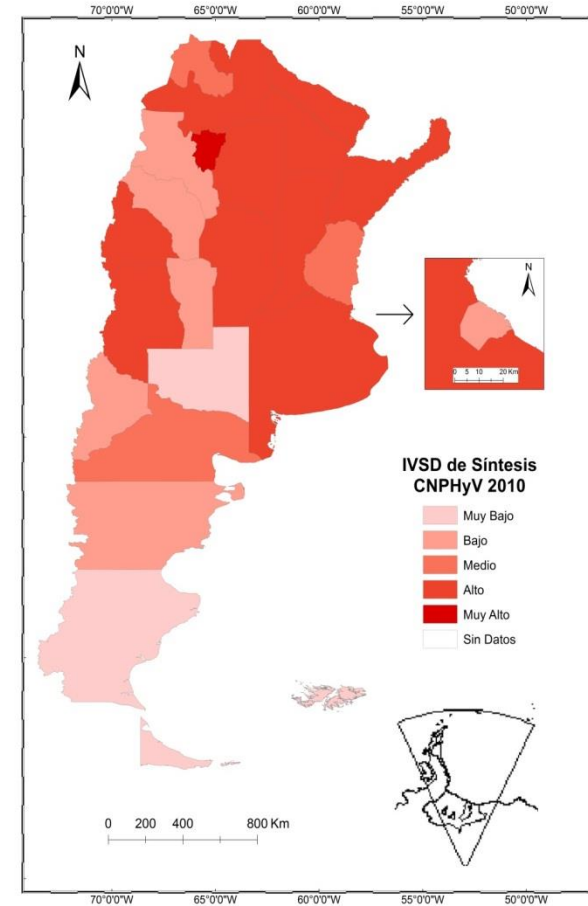 70°0'0"W 65°0'0"W 60°0'0"W 55°0'0"W 50°0'0"W
N
N
0 5 10 20 Km
IVSD de Síntesis
CNPHyV 2010
Muy Bajo
Bajo
Medio
Alto
Muy Alto
Sin Datos
0 200 400 800 Km
70°0'0"W 65°0'0"W 60°0'0"W 55°0'0"W 50°0'0"W